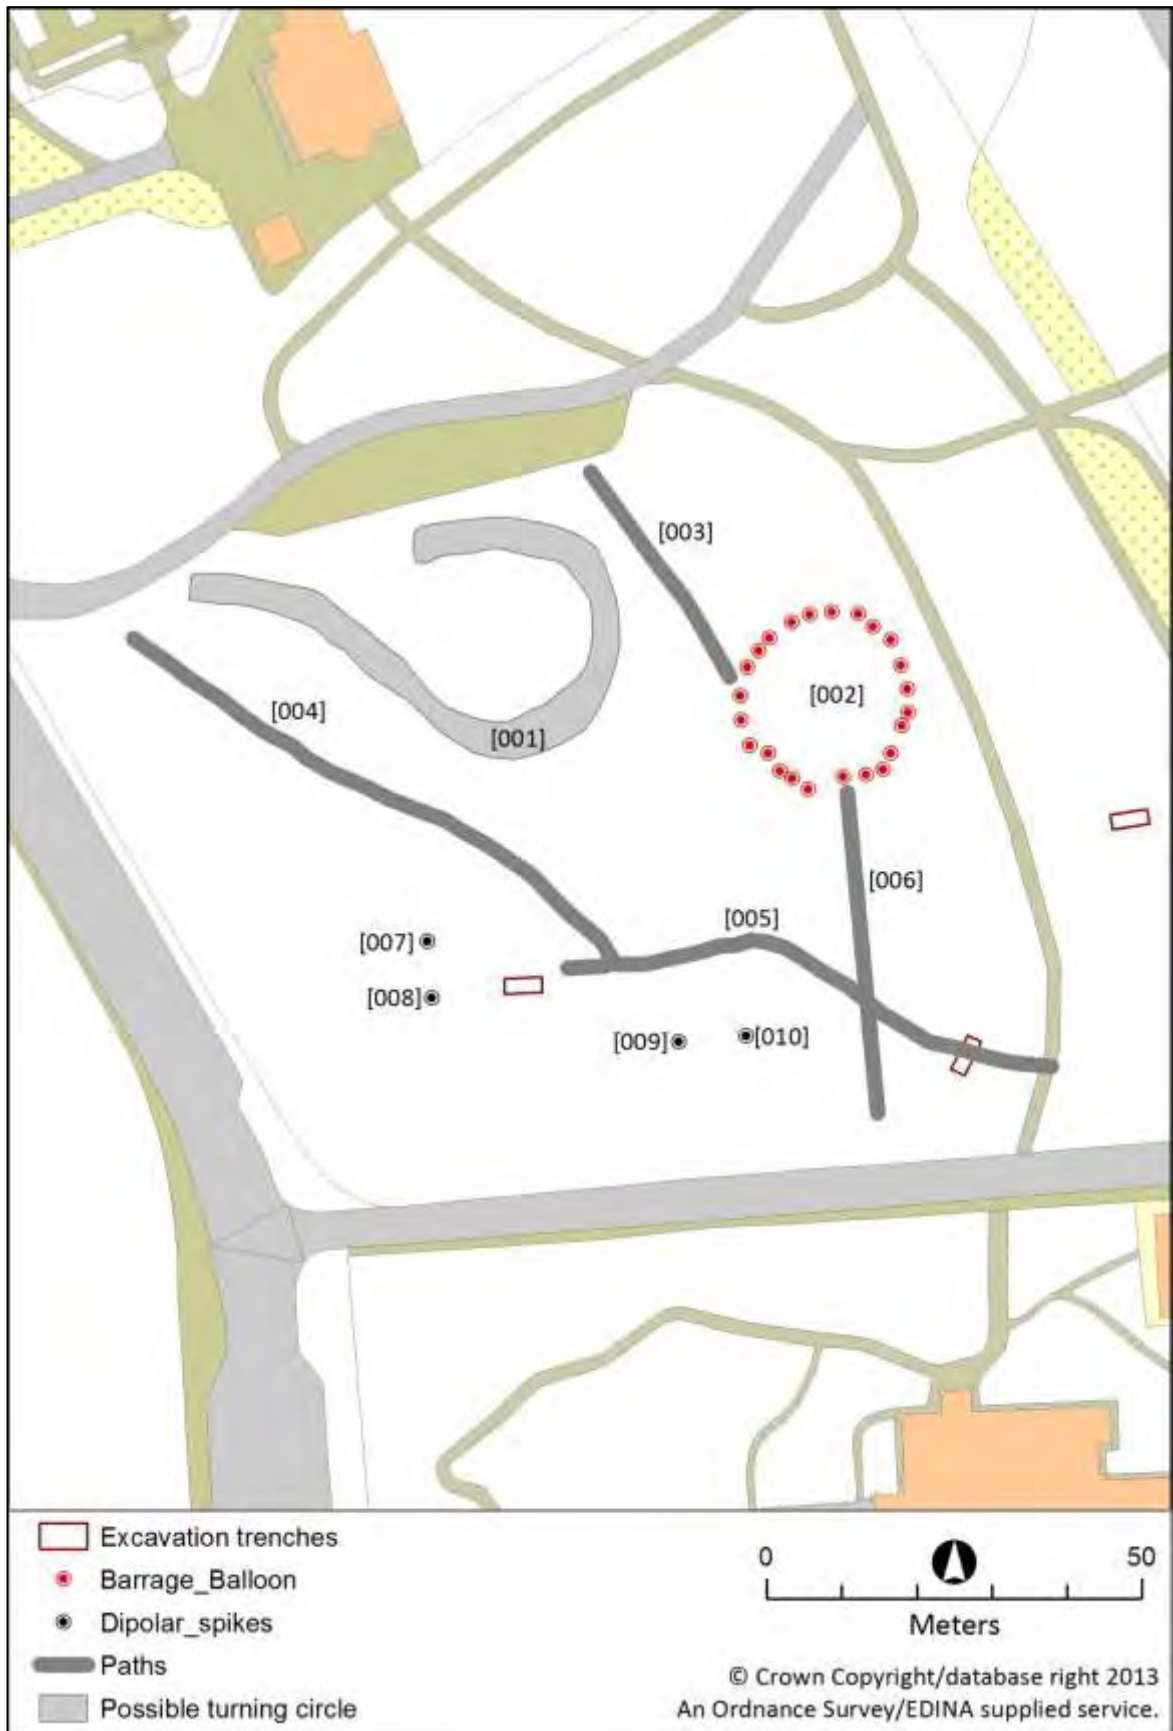 [003]
[002]
[004]
[001]
[006]
[005]
[007]
[008]
[009]
[010]
Excavation trenches
Barrage_Balloon
Dipolar_spikes
Paths
Possible turning circle
0 50
Meters
© Crown Copyright/database right 2013
An Ordnance Survey/EDINA supplied service.